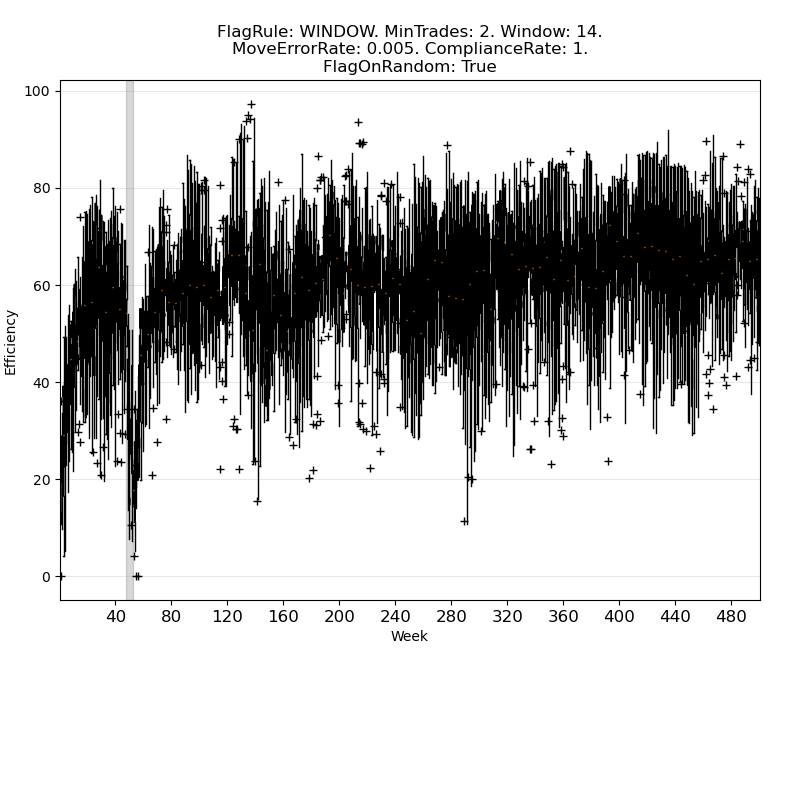 FlagRule: WINDOW. MinTrades: 2. Window: 14.
MoveErrorRate: 0.005. ComplianceRate: 1.
FlagOnRandom: True
100
80
60
40
20
0
Efficiency
40 80 120 160 200 240 280 320 360 400 440 480
Week